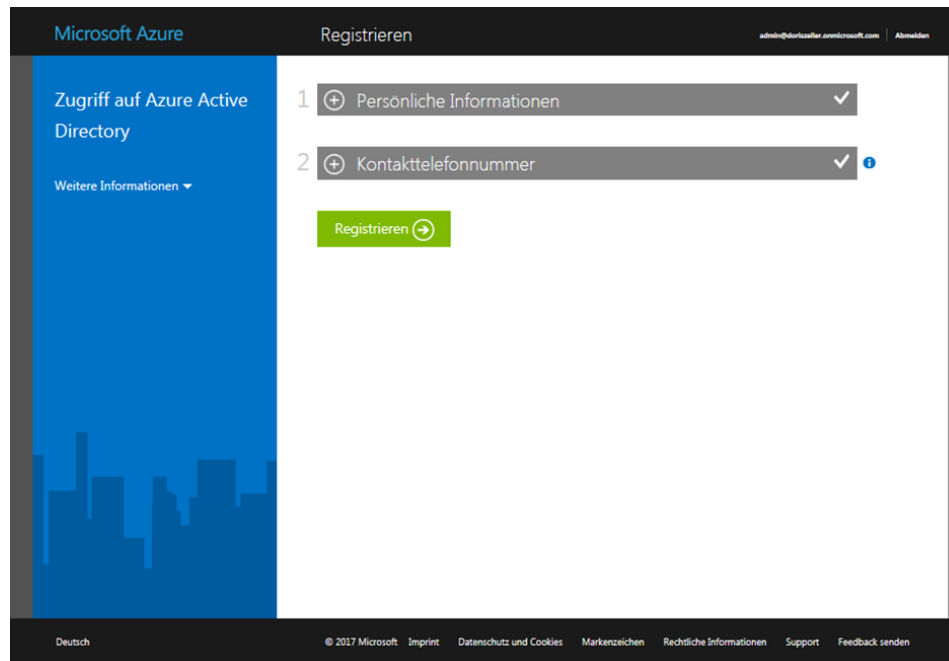 Microsoft Azure
Registrieren
admin@doriszeller.onmicrosoft.com | Abmelden
Zugriff auf Azure Active
Directory
Weitere Informationen
1 Persönliche Informationen
2 Kontakttelefonnummer
Registrieren
Deutsch
© 2017 Microsoft Imprint Datenschutz und Cookies Markenzeichen Rechtliche Informationen Support Feedback senden